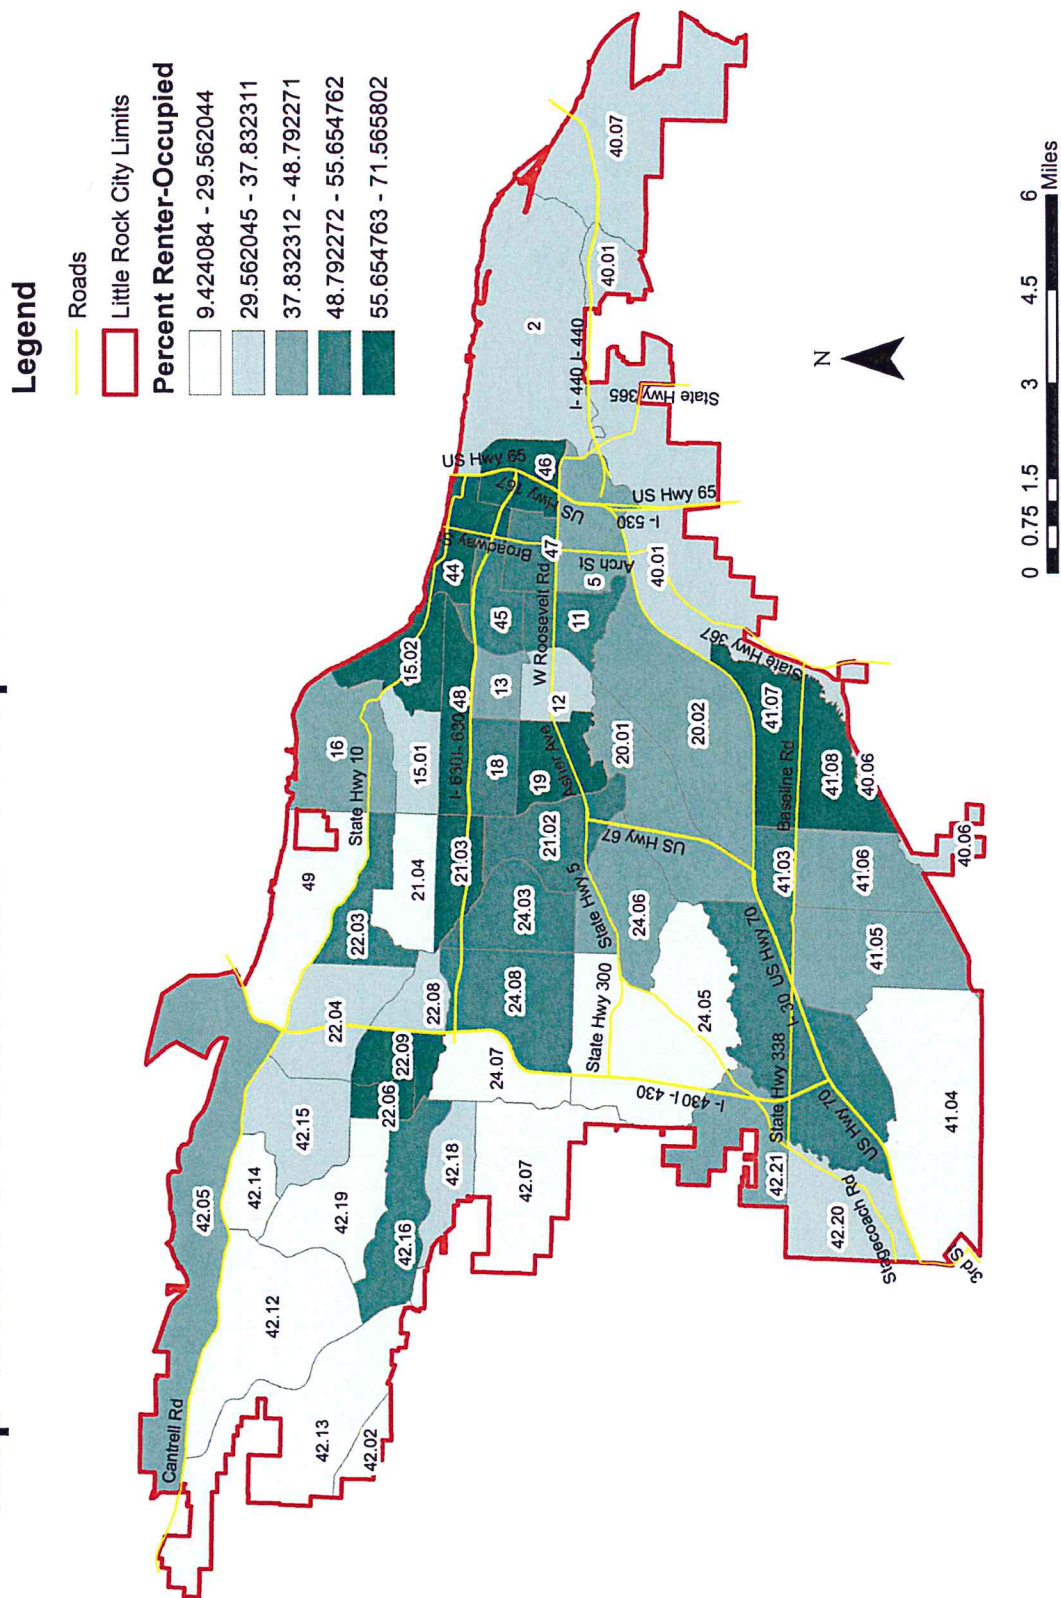 Legend
Roads
Little Rock City Limits
Percent Renter-Occupied
9.424084 - 29.562044
29.562045 - 37.832311
37.832312 - 48.792271
48.792272 - 55.654762
55.654763 - 71.565802
Cantrell Rd
42.05
42.12
42.13
42.02
42.14
42.15
42.19
42.16
42.18
42.07
22.06
22.09
22.04
22.08
22.03
49
State Hwy 10
16
21.04
15.01
15.02
21.03
I- 630 I- 630
48
44
US Hwy 65
US Hwy 167
46
Broadway St
45
13
18
19
Asher Ave
12
W Roosevelt Rd
47
11
5
Arch St
21.02
24.03
24.08
24.07
State Hwy 5
State Hwy 300
24.06
24.05
I- 430 I- 430
20.01
20.02
US Hwy 67
I- 530
US Hwy 65
40.01
State Hwy 367
2
I- 440 I- 440
State Hwy 365
40.01
40.07
N
41.07
Baseline Rd
41.08
40.06
40.06
41.03
41.06
41.05
I- 30 US Hwy 70
State Hwy 338
US Hwy 70
41.04
42.21
42.20
Stagecoach Rd
3rd St
0 0.75 1.5 3 4.5 6
Miles